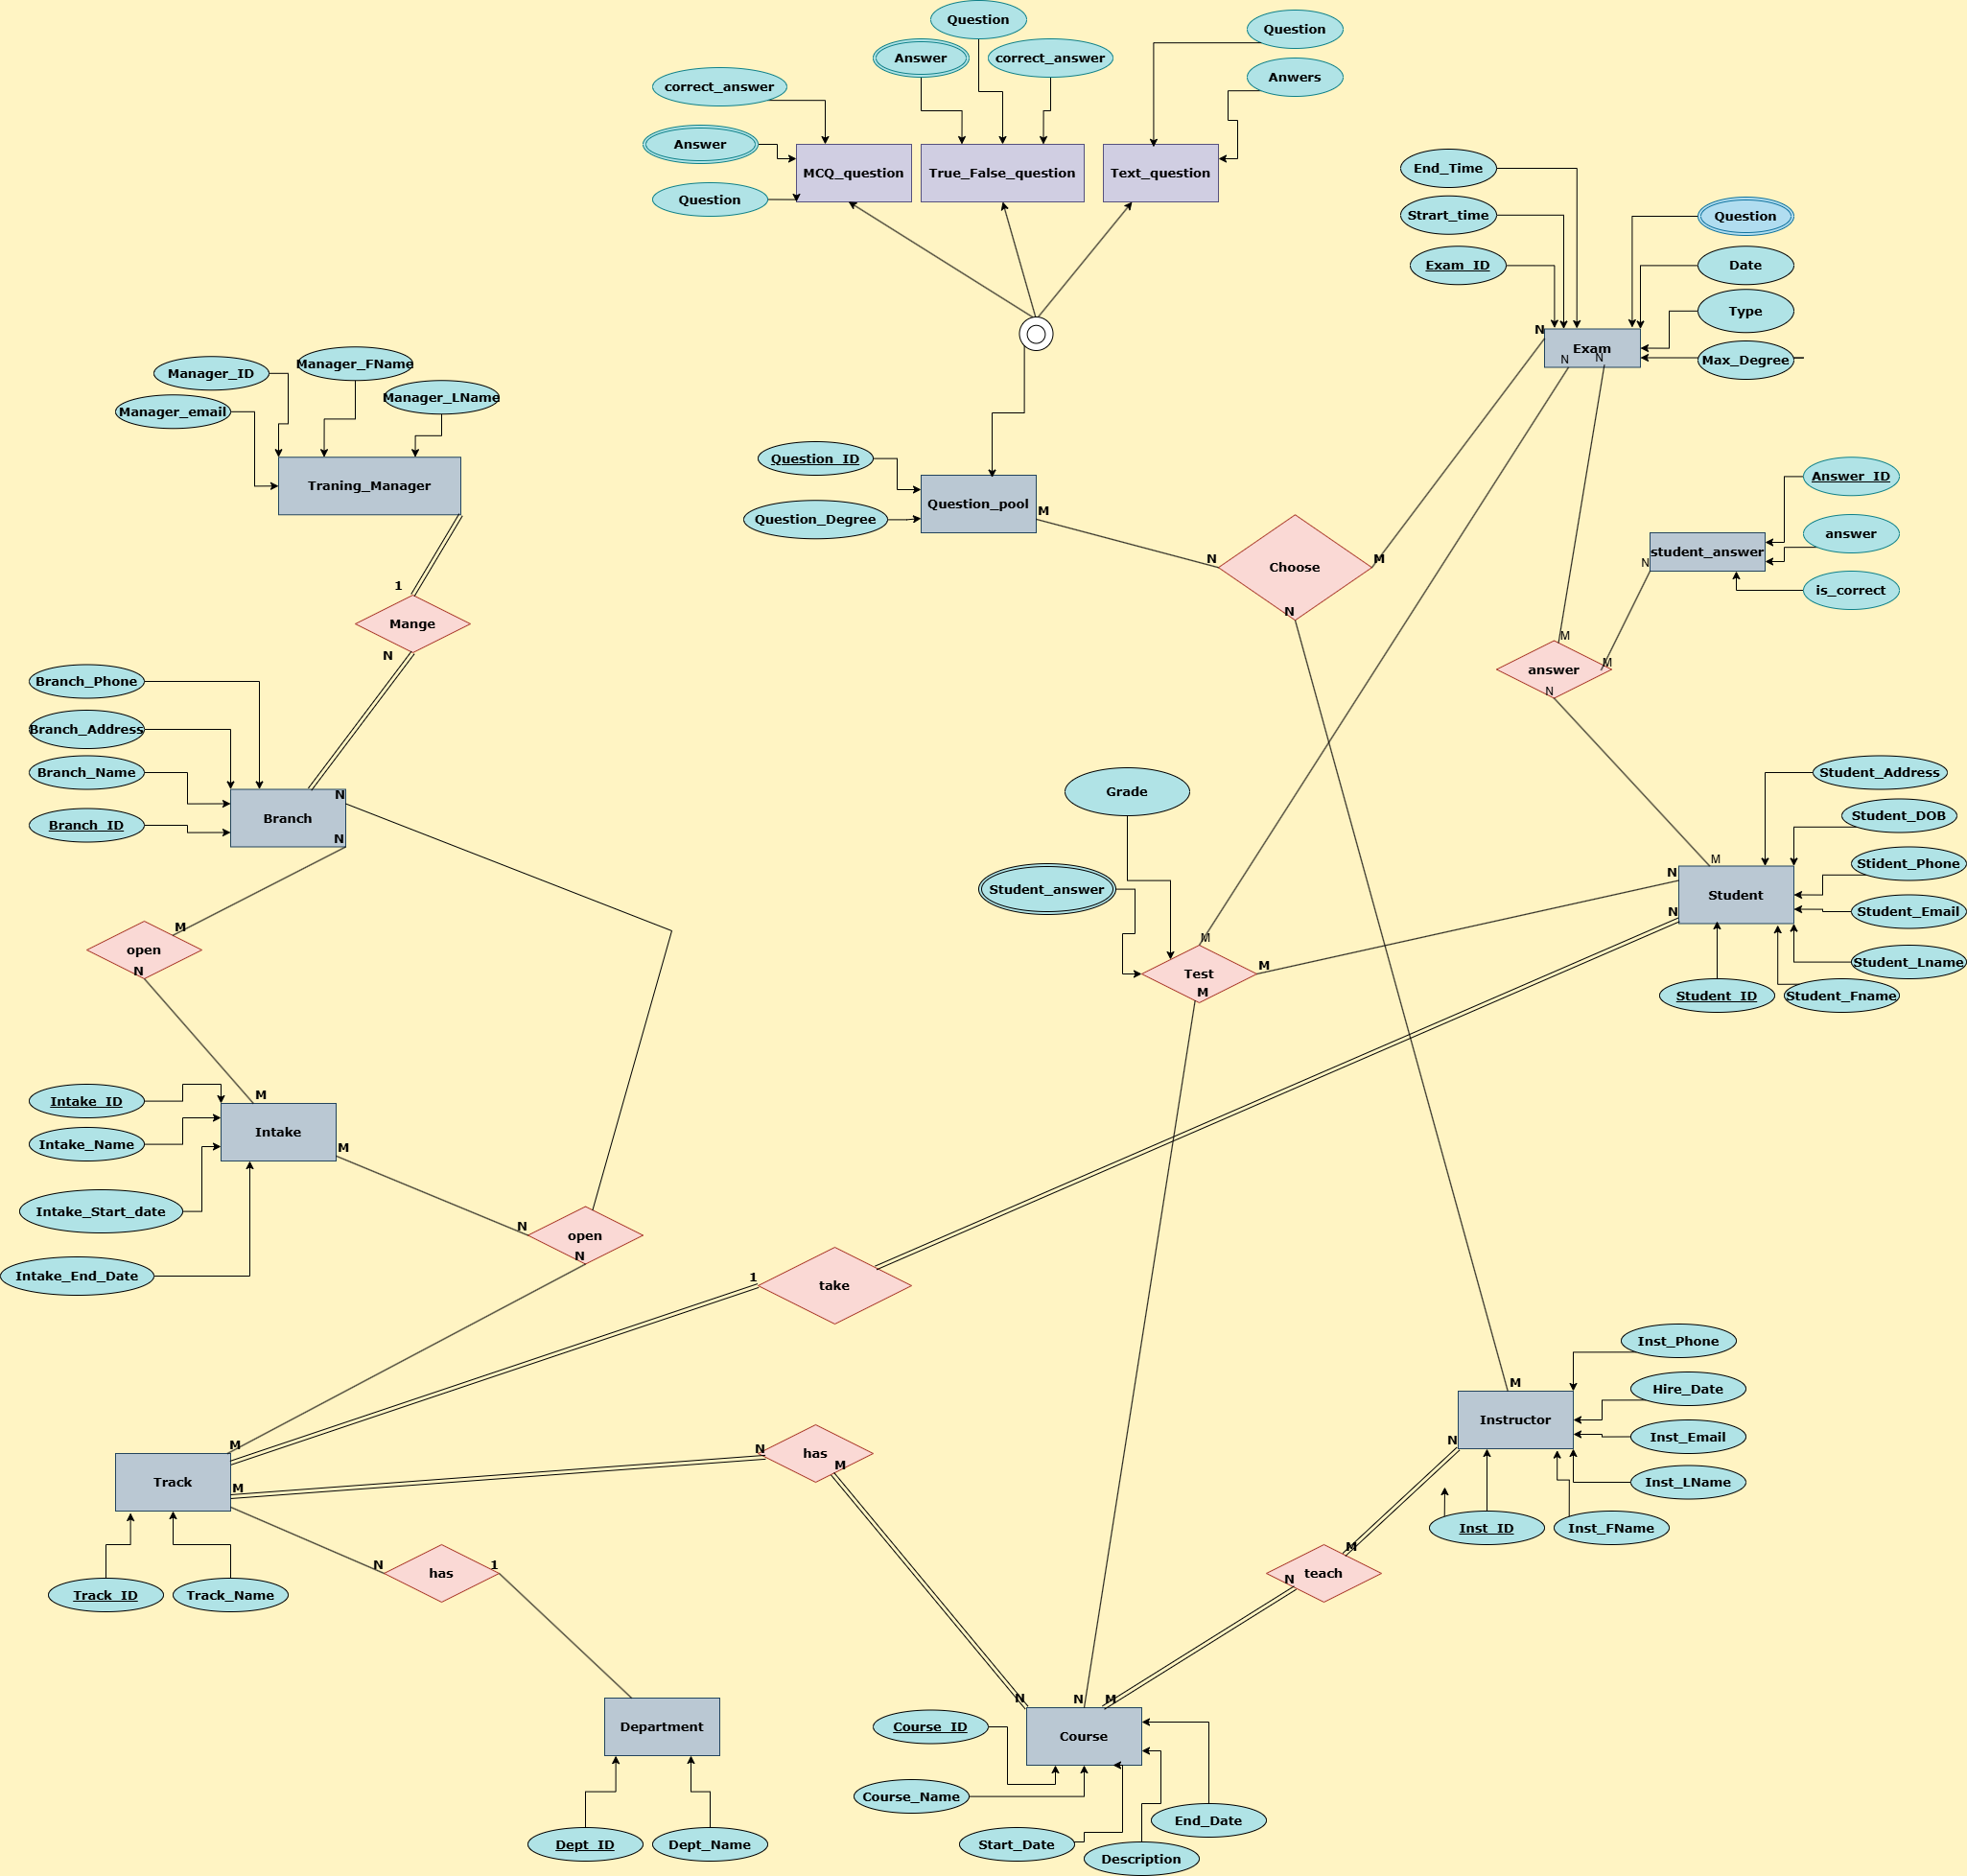 Question
Question
Answer
correct_answer
Anwers
correct_answer
Answer
Question
MCQ_question
True_False_question
Text_question
End_Time
Strart_time
Exam_ID
Question
Date
Type
Max_Degree
N
Exam
N
N
Manager_ID
Manager_FName
Manager_email
Manager_LName
Traning_Manager
Question_ID
Question_Degree
Question_pool
M
N
Choose
M
N
Answer_ID
answer
is_correct
student_answer
N
M
answer
M
N
1
Mange
N
Branch_Phone
Branch_Address
Branch_Name
Branch_ID
Branch
N
N
Grade
Student_answer
M
Test
M
M
Student_Address
Student_DOB
Stident_Phone
Student_Email
Student_Lname
Student_Fname
Student_ID
M
N
Student
N
M
open
N
Intake_ID
Intake_Name
Intake_Start_date
Intake_End_Date
M
Intake
M
N
open
N
1
take
Inst_Phone
Hire_Date
Inst_Email
Inst_LName
Inst_FName
Inst_ID
M
Instructor
N
M
Track
M
N
has
M
Track_ID
Track_Name
N
has
1
M
teach
N
Department
Dept_ID
Dept_Name
N
N
M
Course
Course_ID
Course_Name
Start_Date
Description
End_Date